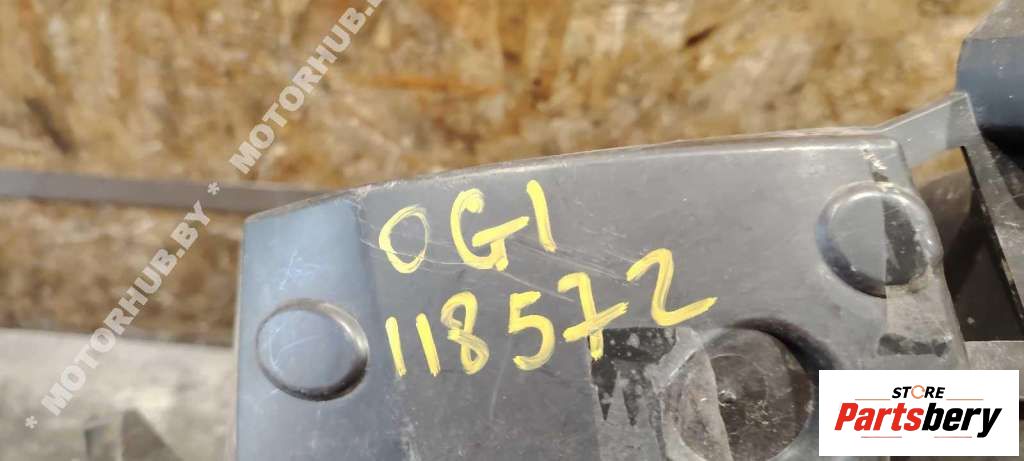 * MOTORHUB.BY * MOTORHUB.BY
OG1
118572
STORE
Partsbery